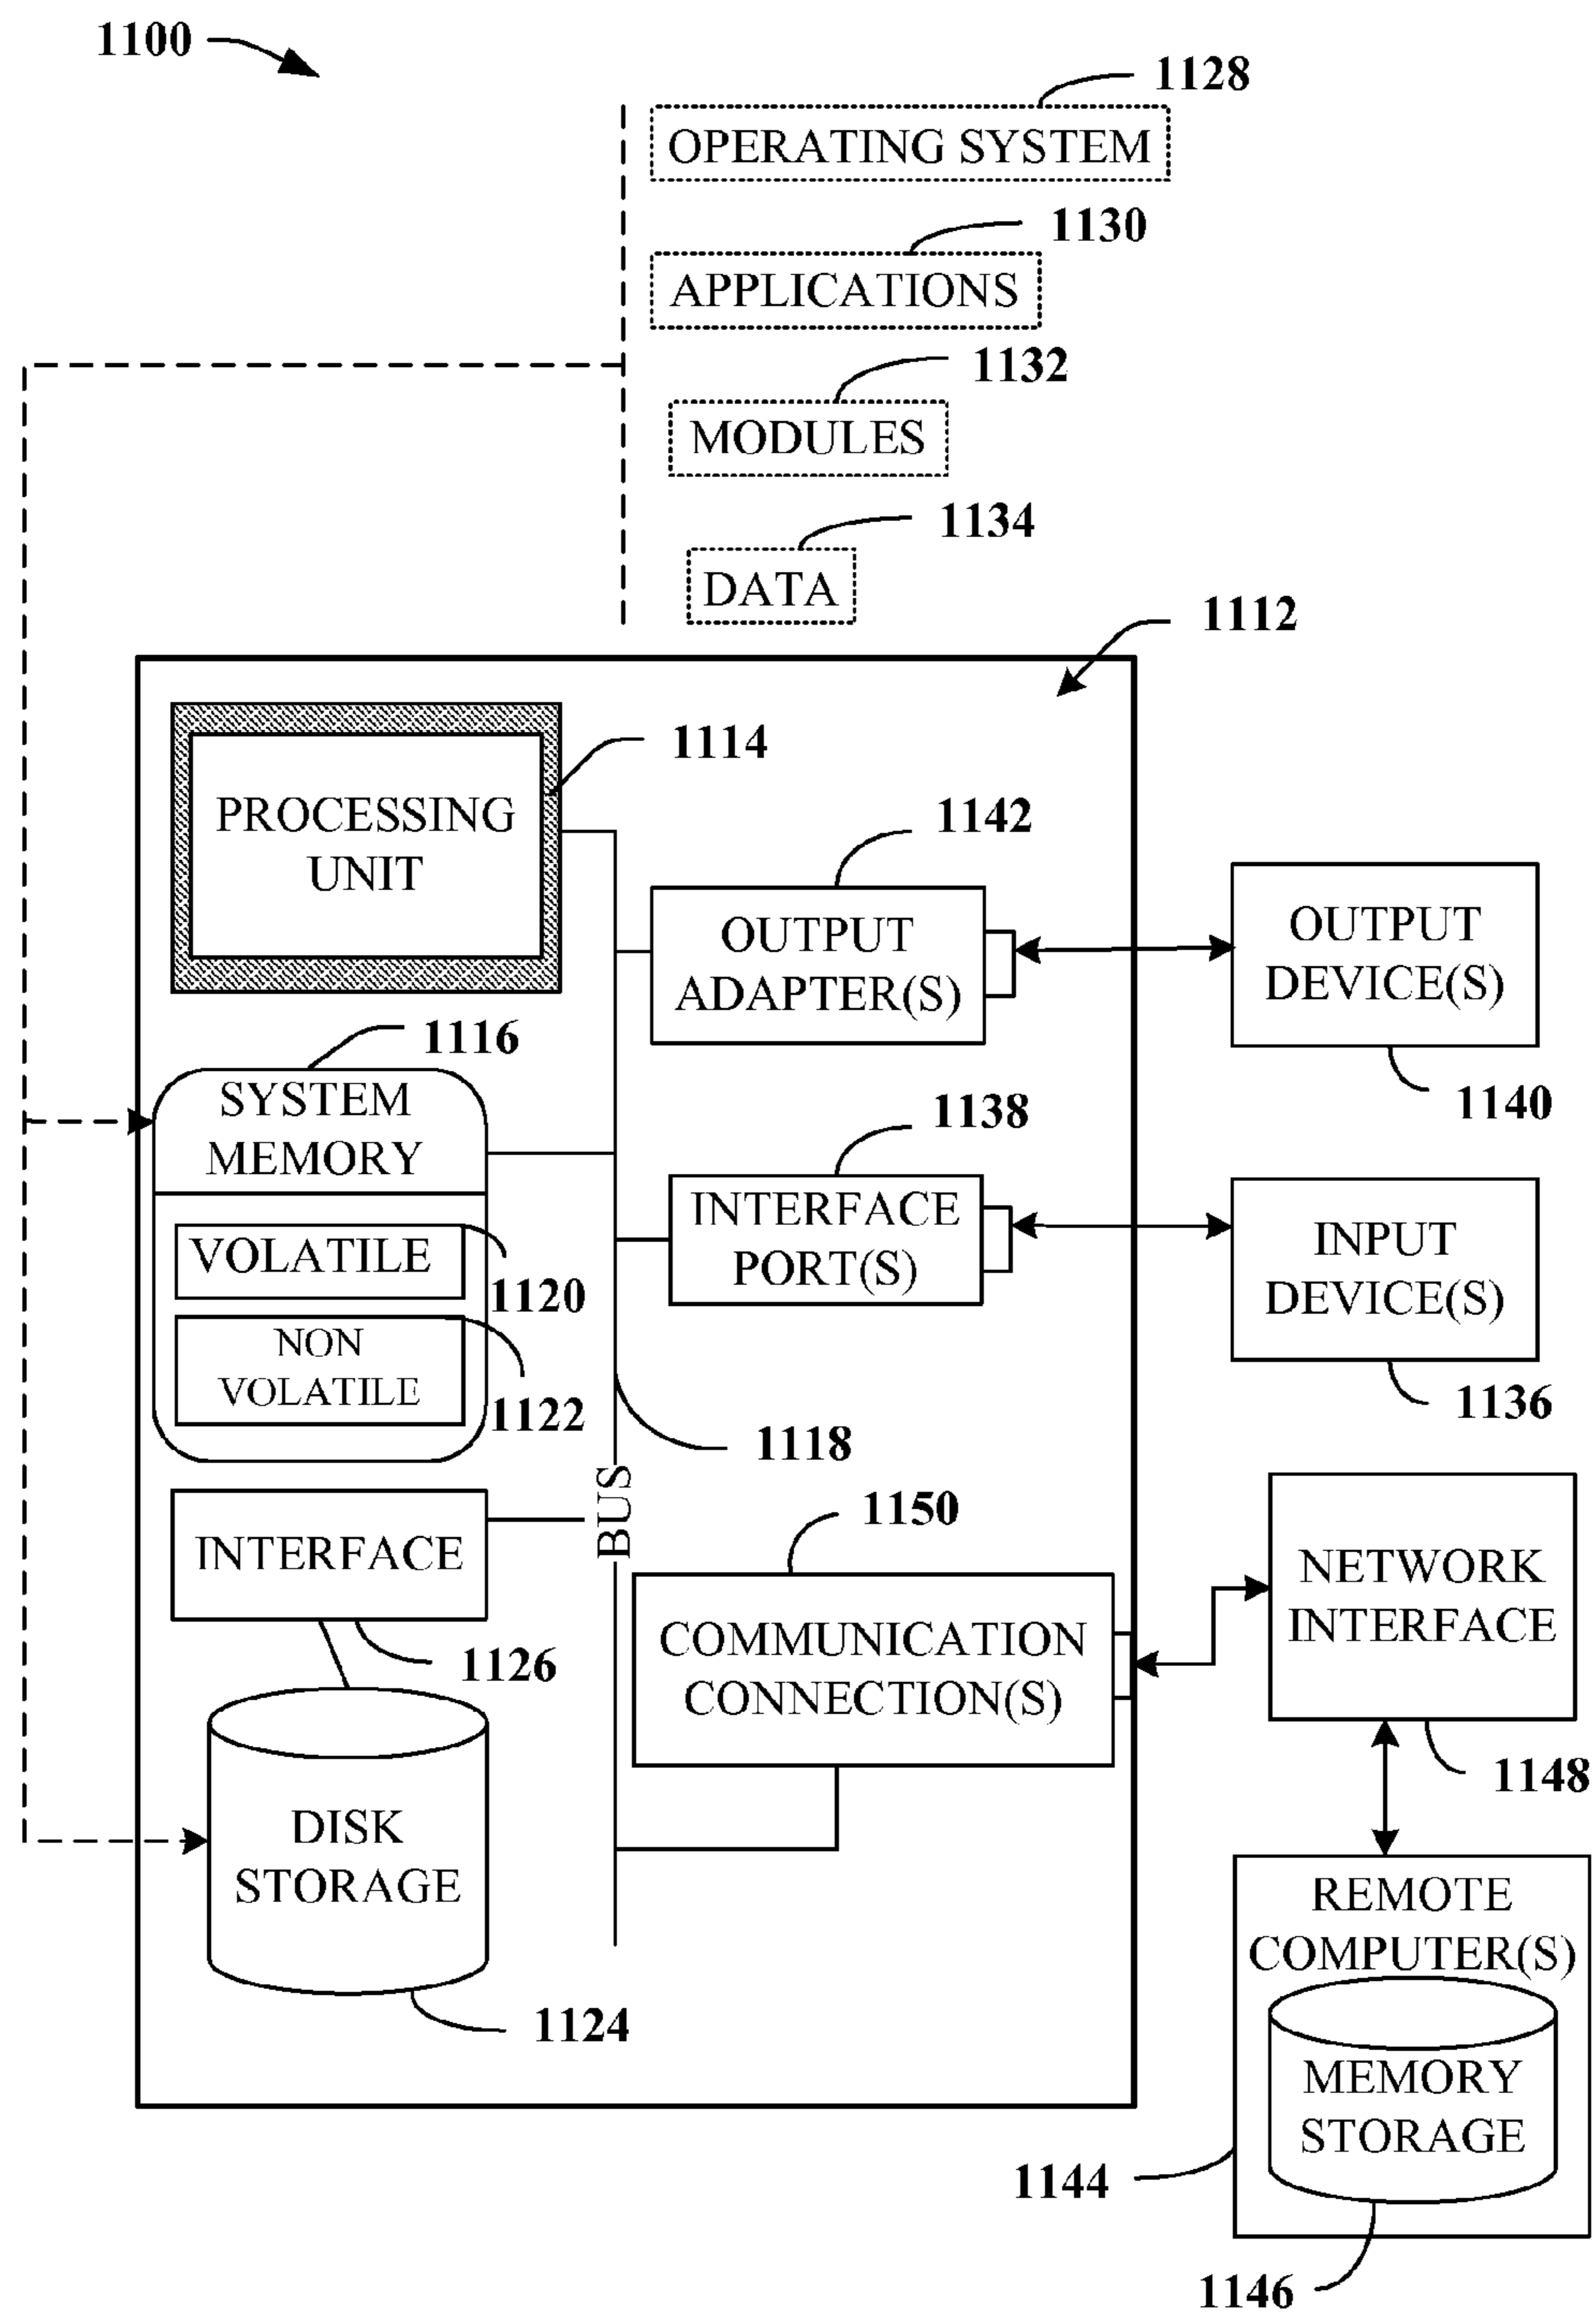 1100
1128
OPERATING SYSTEM
1130
APPLICATIONS
1132
MODULES
1134
DATA
1112
PROCESSING
UNIT
1114
1142
OUTPUT
ADAPTER(S)
OUTPUT
DEVICE(S)
1140
1116
SYSTEM
MEMORY
VOLATILE
1120
NON
VOLATILE
1122
1138
INTERFACE
PORT(S)
INPUT
DEVICE(S)
1136
1118
BUS
INTERFACE
1126
1150
COMMUNICATION
CONNECTION(S)
NETWORK
INTERFACE
1148
DISK
STORAGE
1124
REMOTE
COMPUTER(S)
MEMORY
STORAGE
1144
1146